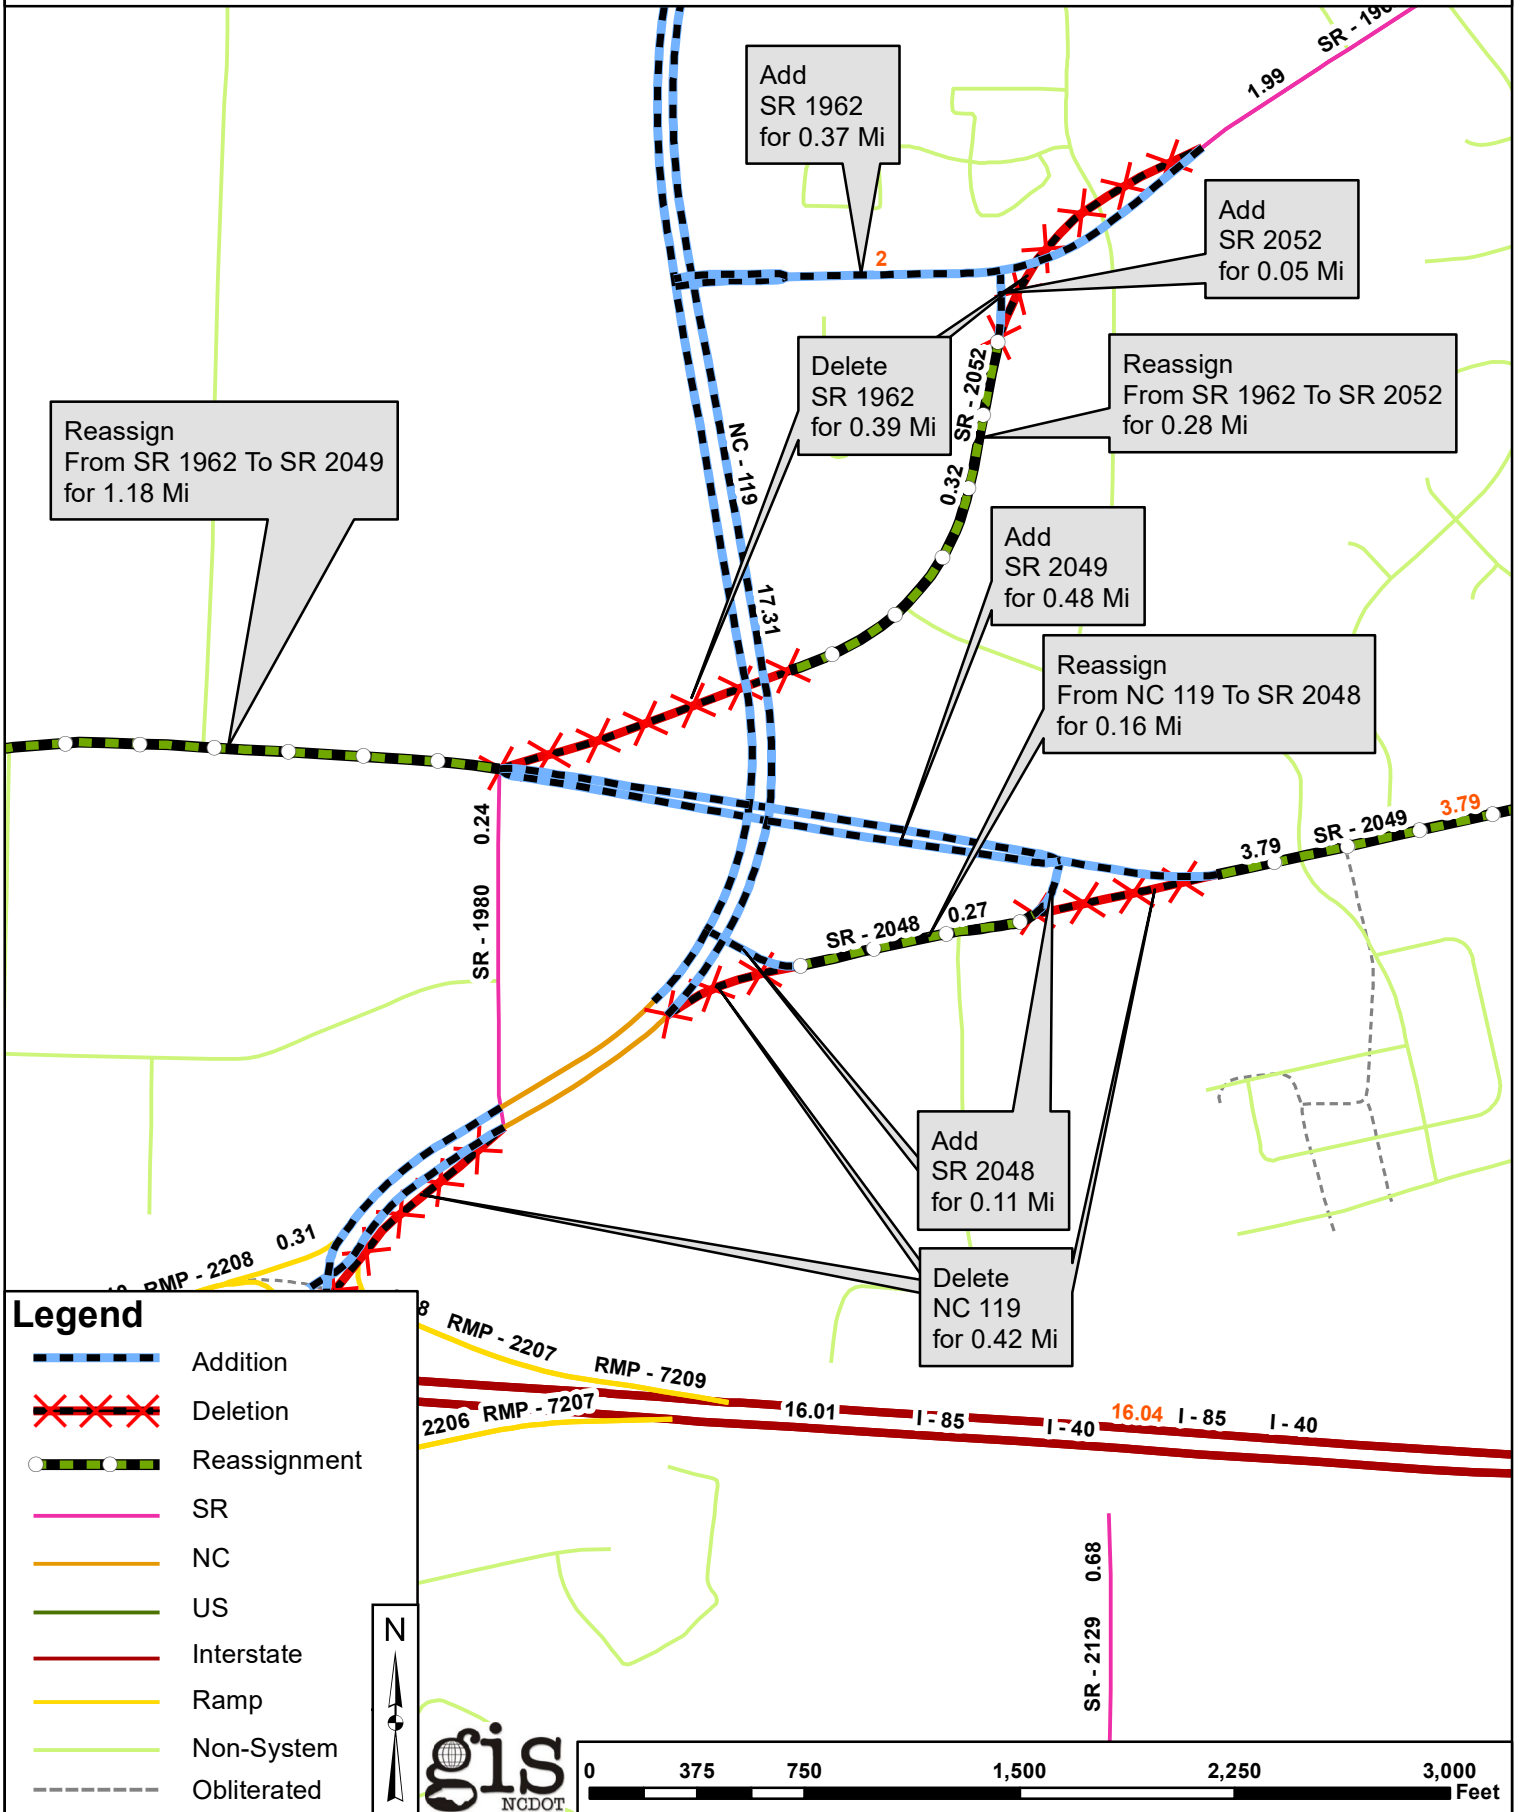 SR - 196
1.99
Add
SR 1962
for 0.37 Mi
Add
SR 2052
for 0.05 Mi
2
Delete
SR 1962
for 0.39 Mi
SR - 2052
0.32
Reassign
From SR 1962 To SR 2052
for 0.28 Mi
Reassign
From SR 1962 To SR 2049
for 1.18 Mi
NC - 119
17.31
Add
SR 2049
for 0.48 Mi
Reassign
From NC 119 To SR 2048
for 0.16 Mi
0.24
SR - 1980
3.79
SR - 2049
3.79
SR - 2048
0.27
Add
SR 2048
for 0.11 Mi
Delete
NC 119
for 0.42 Mi
RMP - 2208
0.31
8
RMP - 2207
RMP - 7209
2206
RMP - 7207
16.01
I - 85
I - 40
16.04
I - 85
I - 40
0.68
SR - 2129
Legend
Addition
Deletion
Reassignment
SR
NC
US
Interstate
Ramp
Non-System
Obliterated
N
gis
NCDOT
0 375 750 1,500 2,250 3,000
Feet